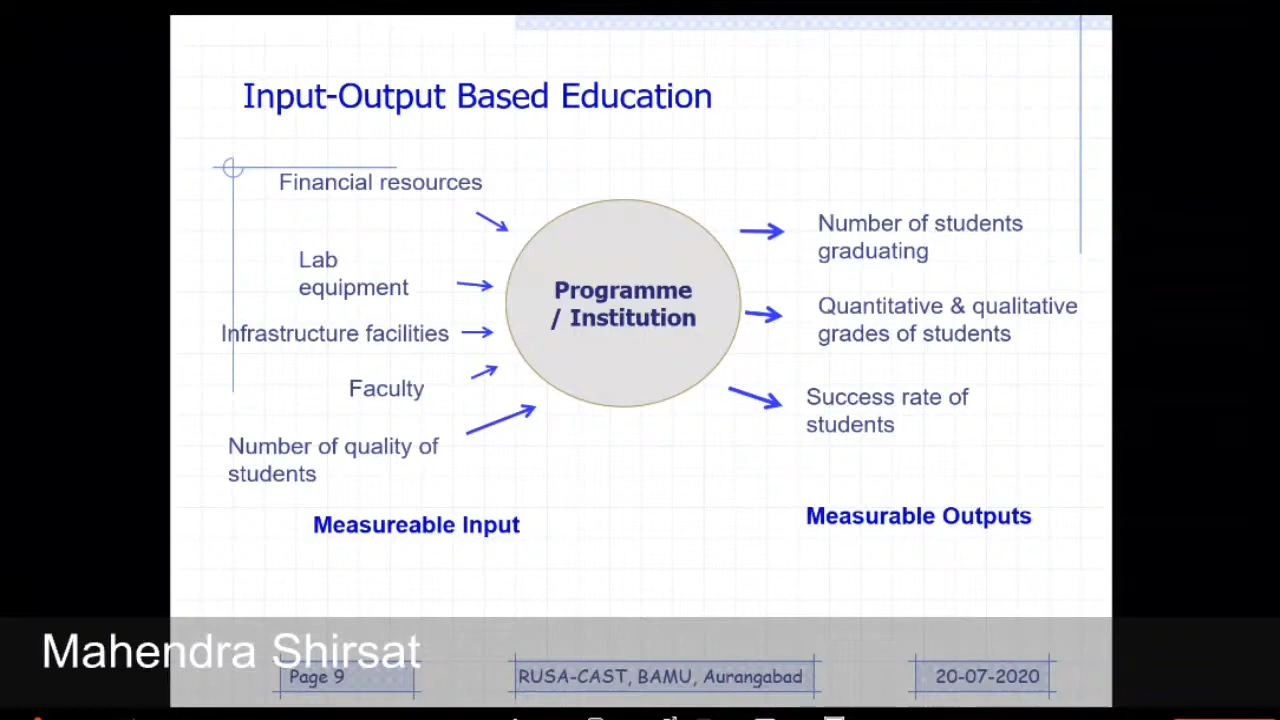 Input-Output Based Education
Financial resources
Lab
equipment
Infrastructure facilities
Faculty
Number of quality of
students
Measureable Input
Programme
/ Institution
Number of students
graduating
Quantitative & qualitative
grades of students
Success rate of
students
Measurable Outputs
Mahendra Shirsat
Page 9
RUSA-CAST, BAMU, Aurangabad
20-07-2020